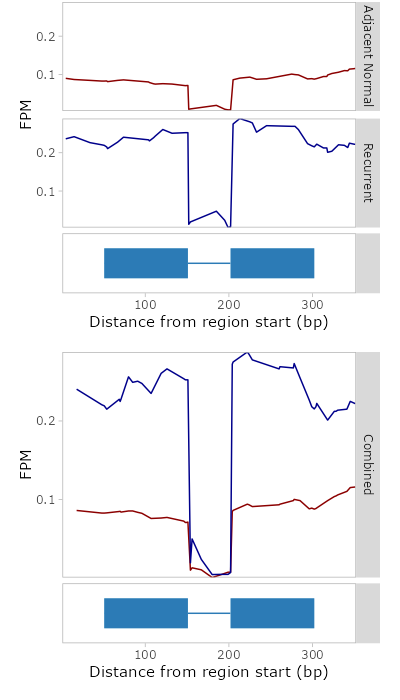 0.2
0.1
Adjacent Normal
FPM
0.2
0.1
Recurrent
100
200
300
Distance from region start (bp)
0.2
0.1
FPM
Combined
100
200
300
Distance from region start (bp)